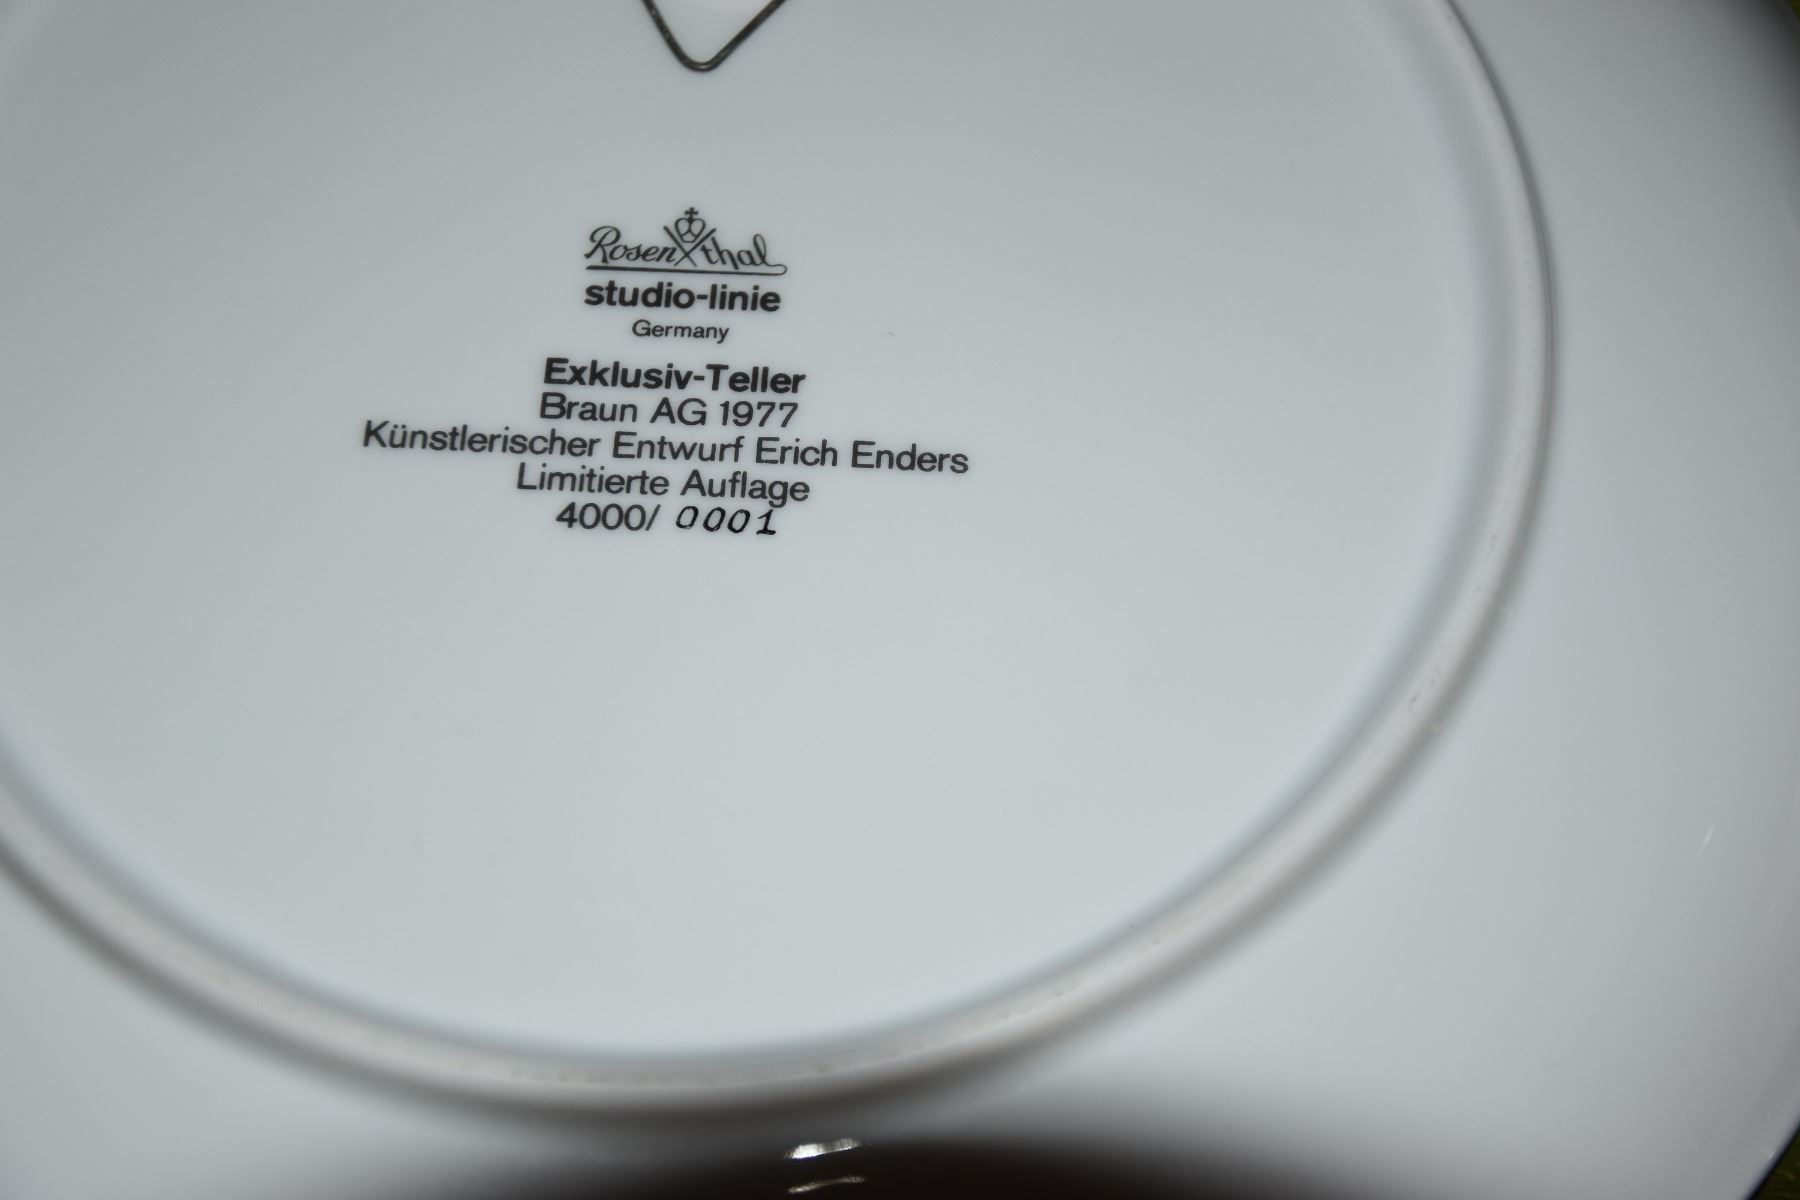 Rosenthal
studio-linie
Germany
Exklusiv-Teller
Braun AG 1977
Künstlerischer Entwurf Erich Enders
Limitierte Auflage
4000/ 0001